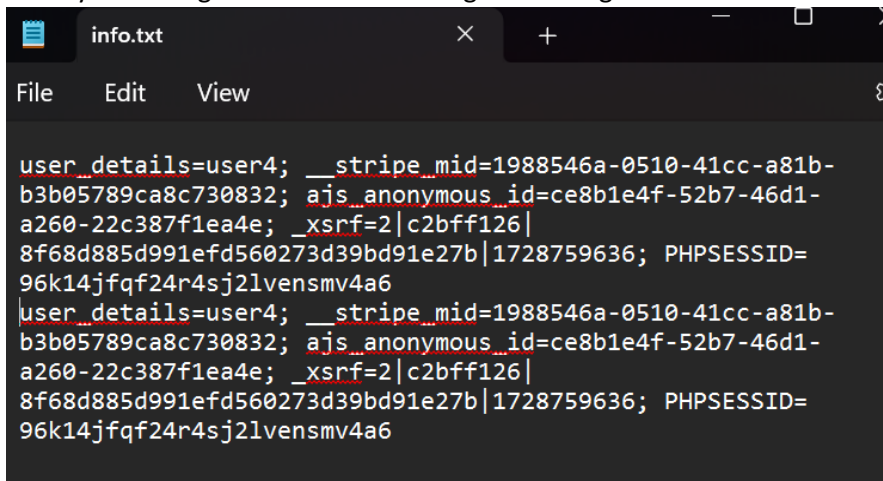 info.txt
File Edit View
user_details=user4; __stripe_mid=1988546a-0510-41cc-a81b-
b3b05789ca8c730832; ajs_anonymous_id=ce8b1e4f-52b7-46d1-
a260-22c387f1ea4e; _xsrf=2|c2bff126|
8f68d885d991efd560273d39bd91e27b|1728759636; PHPSESSID=
96k14jfqf24r4sj2lvensmv4a6
user_details=user4; __stripe_mid=1988546a-0510-41cc-a81b-
b3b05789ca8c730832; ajs_anonymous_id=ce8b1e4f-52b7-46d1-
a260-22c387f1ea4e; _xsrf=2|c2bff126|
8f68d885d991efd560273d39bd91e27b|1728759636; PHPSESSID=
96k14jfqf24r4sj2lvensmv4a6